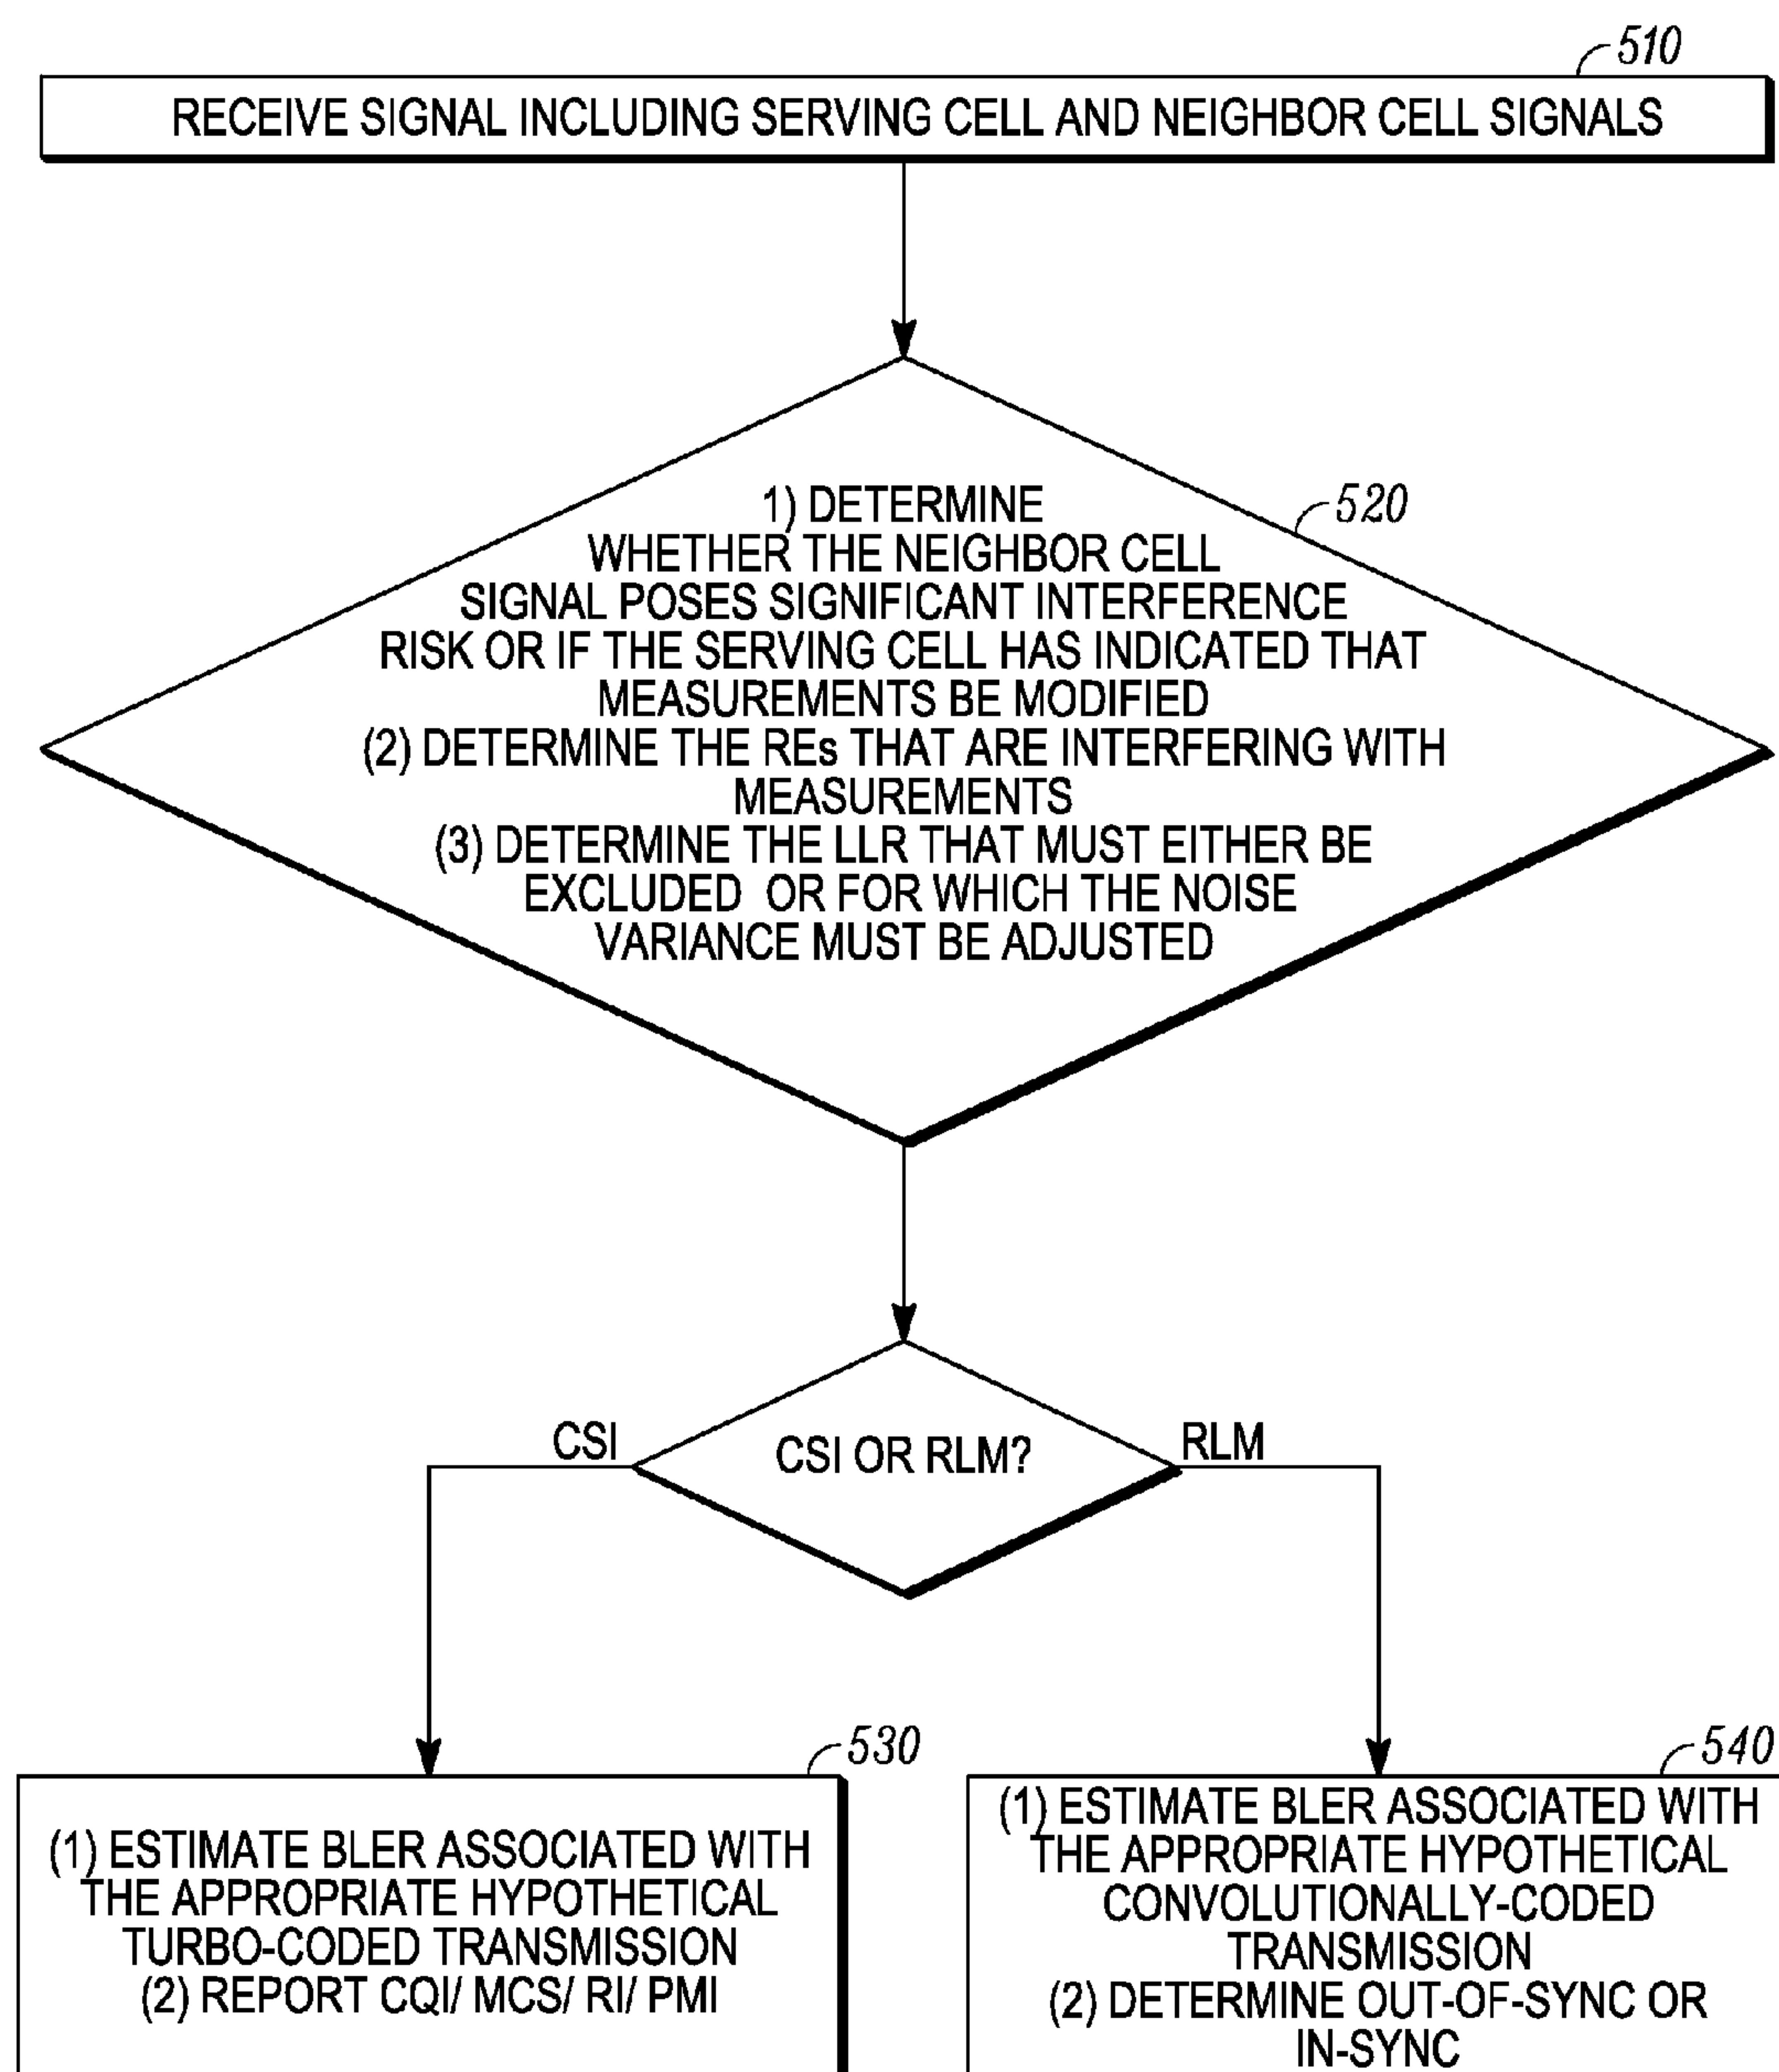 510
RECEIVE SIGNAL INCLUDING SERVING CELL AND NEIGHBOR CELL SIGNALS
520
1) DETERMINE
WHETHER THE NEIGHBOR CELL
SIGNAL POSES SIGNIFICANT INTERFERENCE
RISK OR IF THE SERVING CELL HAS INDICATED THAT
MEASUREMENTS BE MODIFIED
(2) DETERMINE THE REs THAT ARE INTERFERING WITH
MEASUREMENTS
(3) DETERMINE THE LLR THAT MUST EITHER BE
EXCLUDED OR FOR WHICH THE NOISE
VARIANCE MUST BE ADJUSTED
CSI
CSI OR RLM?
RLM
530
(1) ESTIMATE BLER ASSOCIATED WITH
THE APPROPRIATE HYPOTHETICAL
TURBO-CODED TRANSMISSION
(2) REPORT CQI/ MCS/ RI/ PMI
540
(1) ESTIMATE BLER ASSOCIATED WITH
THE APPROPRIATE HYPOTHETICAL
CONVOLUTIONALLY-CODED
TRANSMISSION
(2) DETERMINE OUT-OF-SYNC OR
IN-SYNC